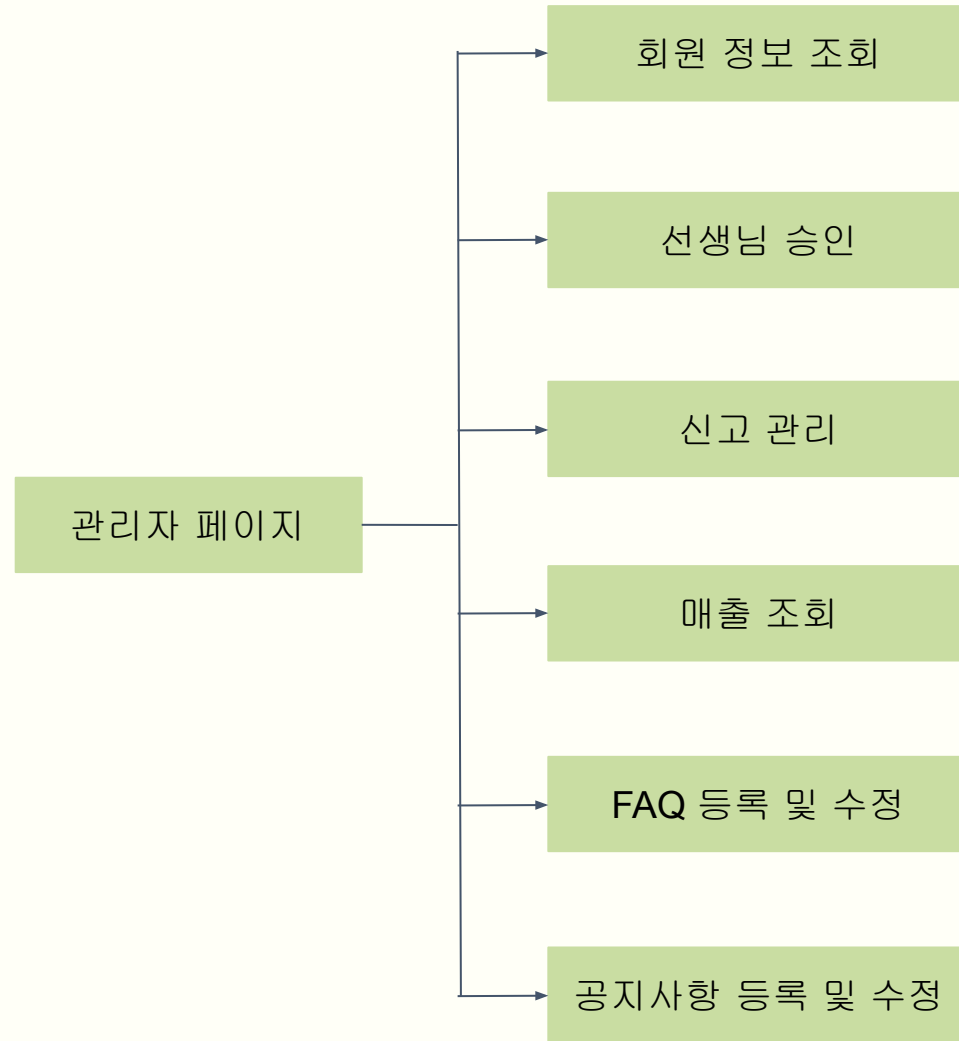 회원 정보 조회
선생님 승인
신고 관리
관리자 페이지
매출 조회
FAQ 등록 및 수정
공지사항 등록 및 수정